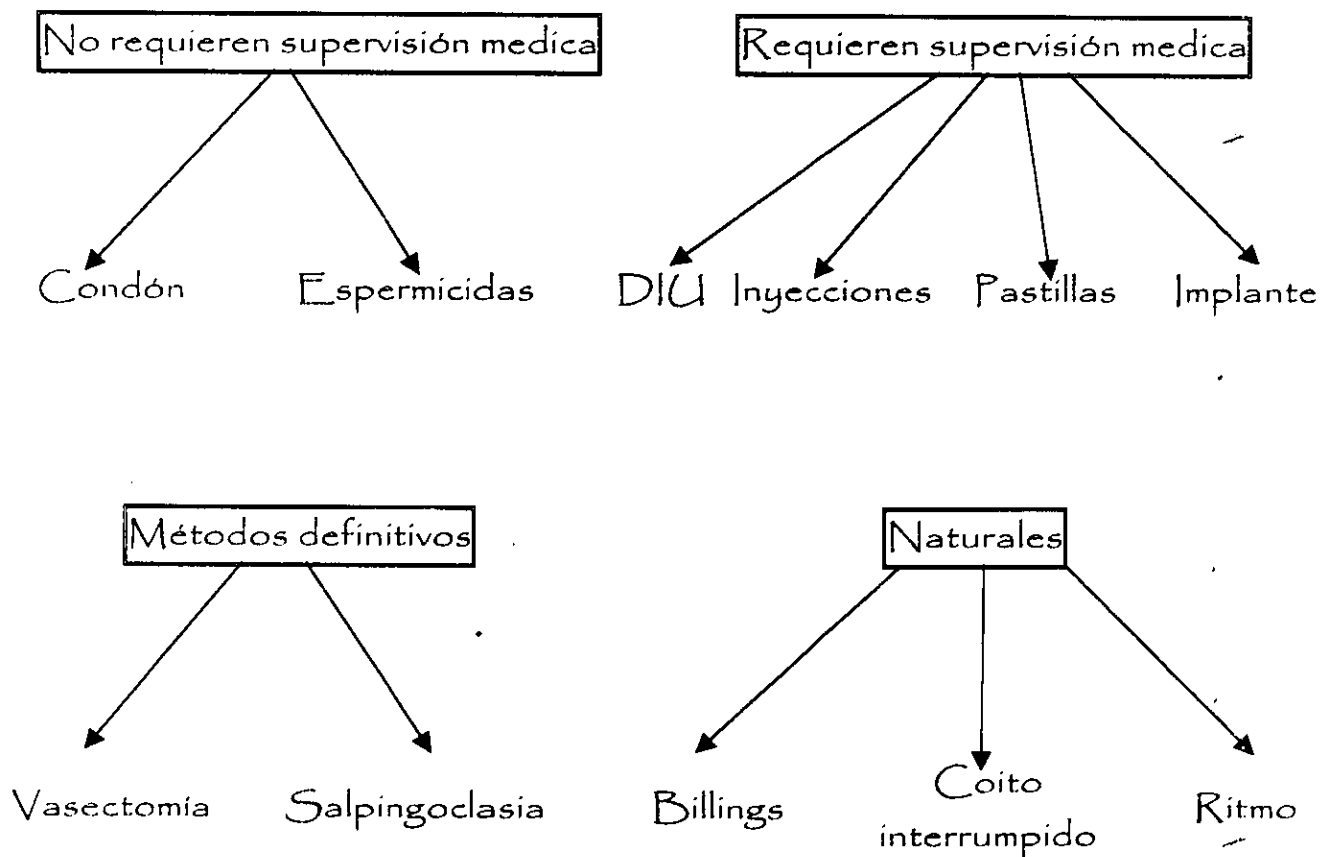 No requieren supervisión medica
Requieren supervisión medica
Condón
Espermicidas
DIU
Inyecciones
Pastillas
Implante
Métodos definitivos
Naturales
Vasectomía
Salpingoclasia
Billings
Coito
interrumpido
Ritmo